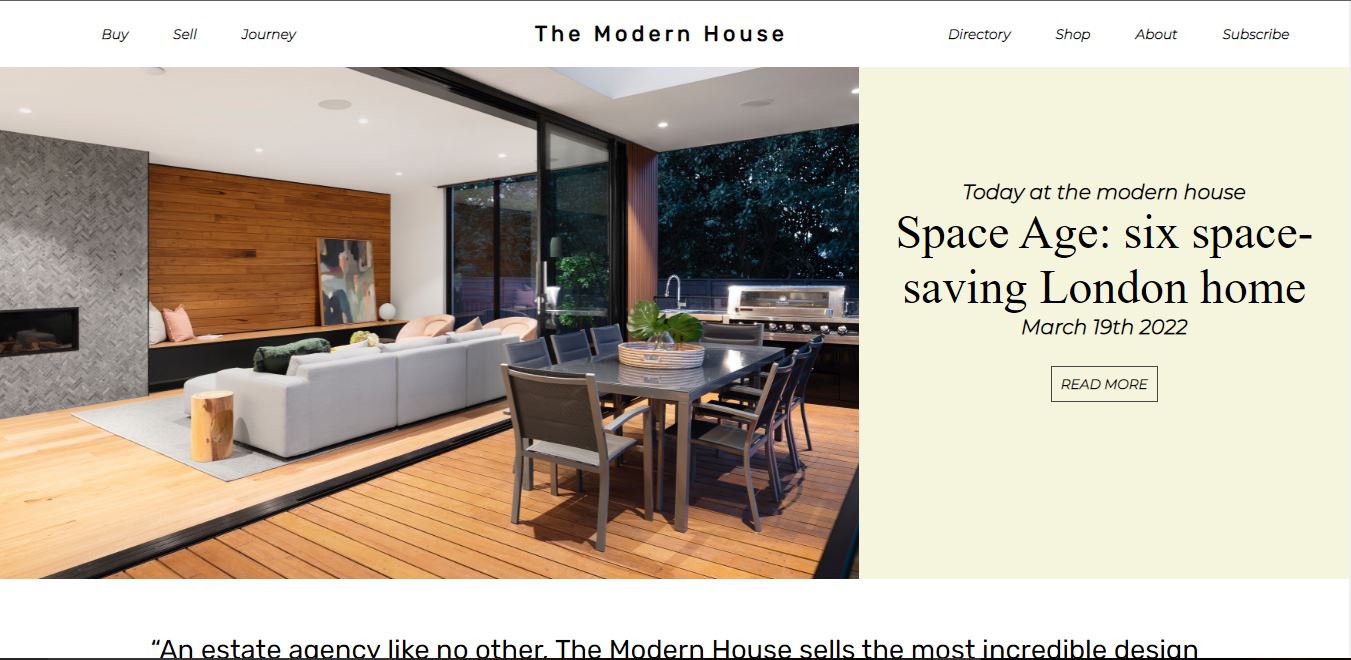 Buy Sell Journey The Modern House Directory Shop About Subscribe
Today at the modern house
Space Age: six space-
saving London home
March 19th 2022
READ MORE
“An estate agency like no other. The Modern House sells the most incredible design